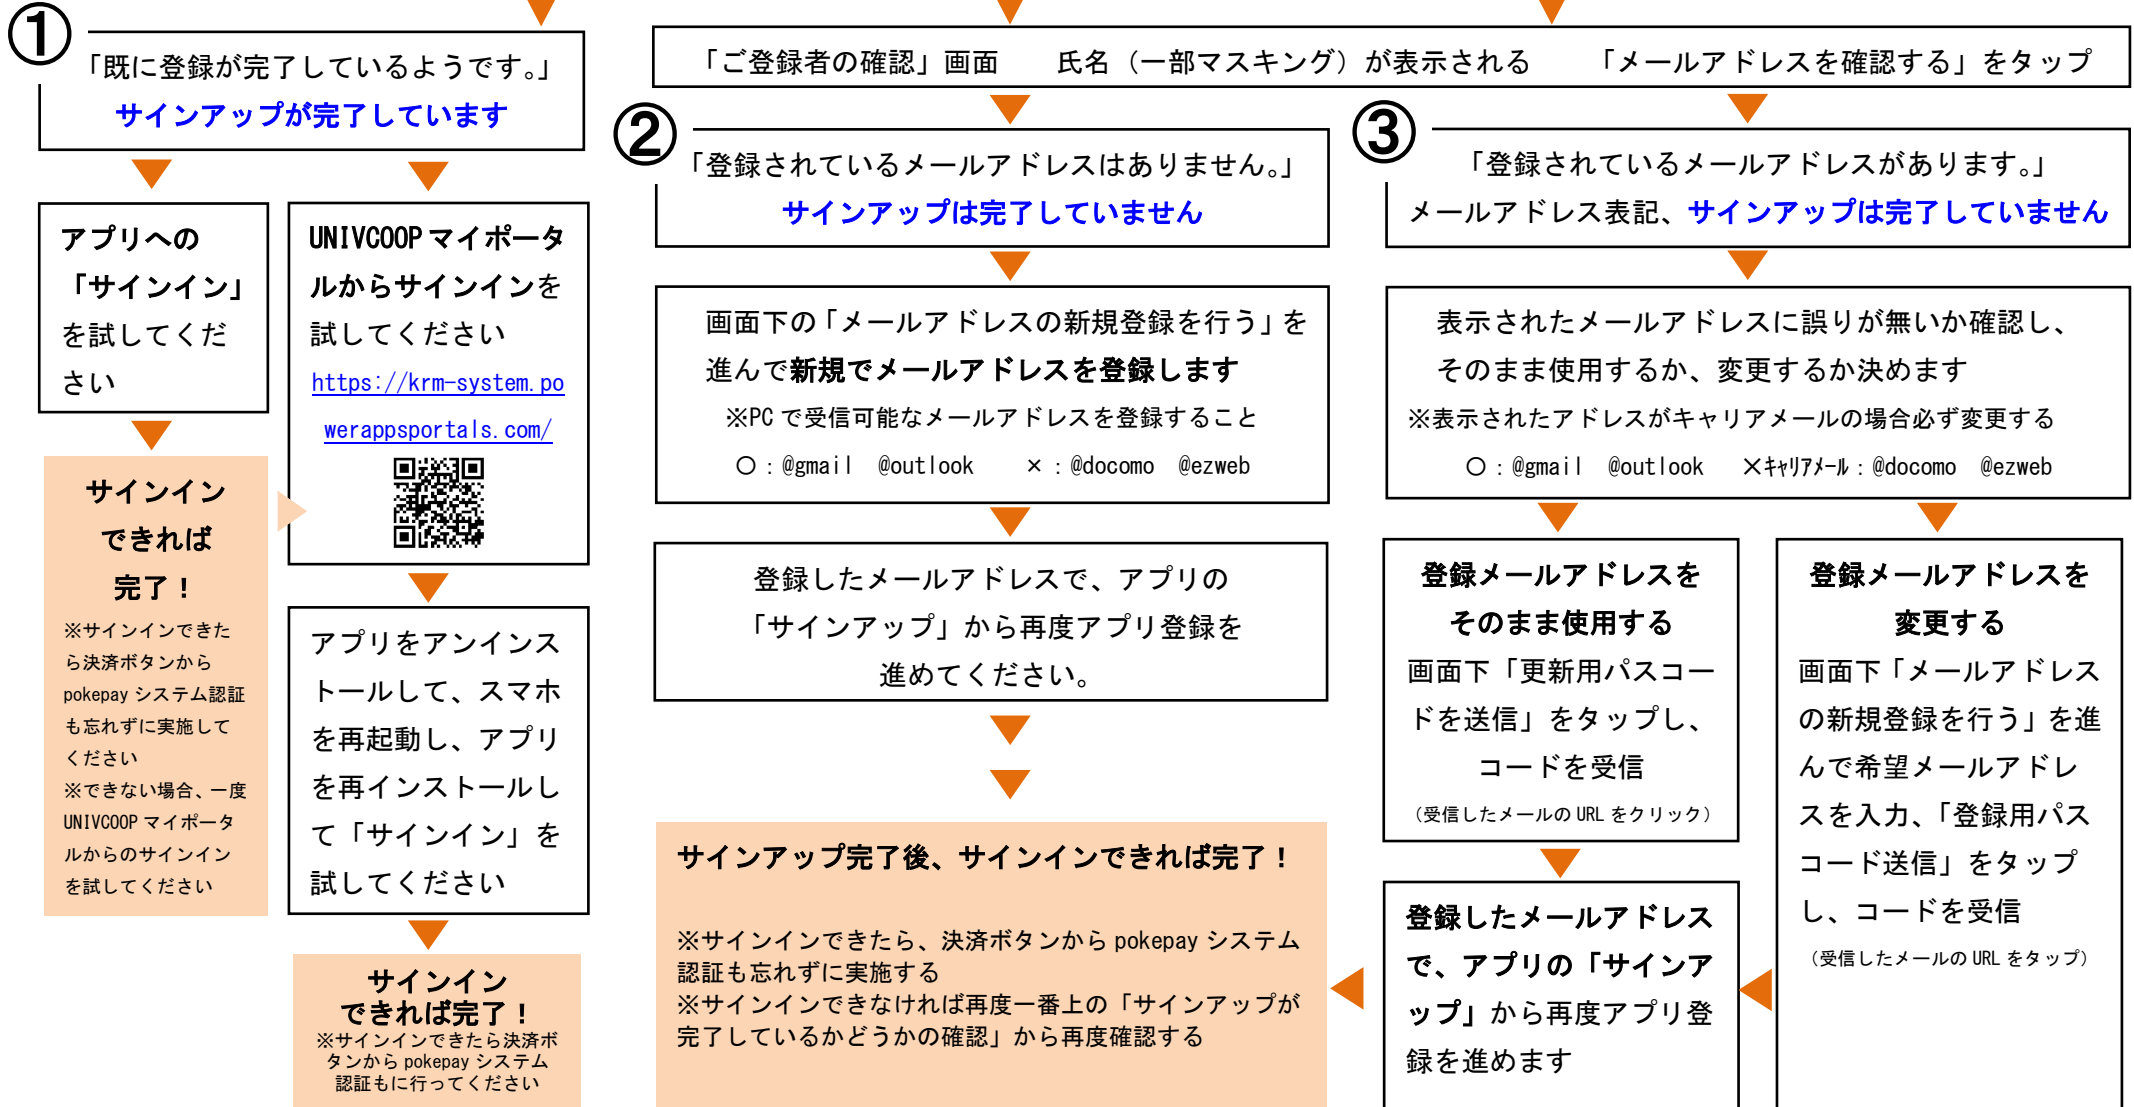 ①
「既に登録が完了しているようです。」
サインアップが完了しています
アプリへの
「サインイン」
を試してくだ
さい
サインイン
できれば
完了！
※サインインできた
ら決済ボタンから
pokepay システム認証
も忘れずに実施して
ください
※できない場合、一度
UNIVCOOP マイポータ
ルからのサインイン
を試してください
UNIVCOOP マイポータ
ルからサインインを
試してください
https://krm-system.po
werappsportals.com/
アプリをアンインス
トールして、スマホ
を再起動し、アプリ
を再インストールし
て「サインイン」を
試してください
サインイン
できれば完了！
※サインインできたら決済ボ
タンから pokepay システム
認証もに行ってください
「ご登録者の確認」画面　　氏名（一部マスキング）が表示される　　「メールアドレスを確認する」をタップ
②
「登録されているメールアドレスはありません。」
サインアップは完了していません
画面下の「メールアドレスの新規登録を行う」を
進んで新規でメールアドレスを登録します
※PC で受信可能なメールアドレスを登録すること
〇：@gmail　@outlook　　×：@docomo　@ezweb
登録したメールアドレスで、アプリの
「サインアップ」から再度アプリ登録を
進めてください。
サインアップ完了後、サインインできれば完了！
※サインインできたら、決済ボタンから pokepay システム
認証も忘れずに実施する
※サインインできなければ再度一番上の「サインアップが
完了しているかどうかの確認」から再度確認する
③
「登録されているメールアドレスがあります。」
メールアドレス表記、サインアップは完了していません
表示されたメールアドレスに誤りが無いか確認し、
そのまま使用するか、変更するか決めます
※表示されたアドレスがキャリアメールの場合必ず変更する
〇：@gmail　@outlook　×ｷｬﾘｱﾒｰﾙ：@docomo　@ezweb
登録メールアドレスを
そのまま使用する
画面下「更新用パスコー
ドを送信」をタップし、
コードを受信
（受信したメールの URL をクリック）
登録したメールアドレス
で、アプリの「サインア
ップ」から再度アプリ登
録を進めます
登録メールアドレスを
変更する
画面下「メールアドレス
の新規登録を行う」を進
んで希望メールアドレ
スを入力、「登録用パス
コード送信」をタップ
し、コードを受信
（受信したメールの URL をタップ）